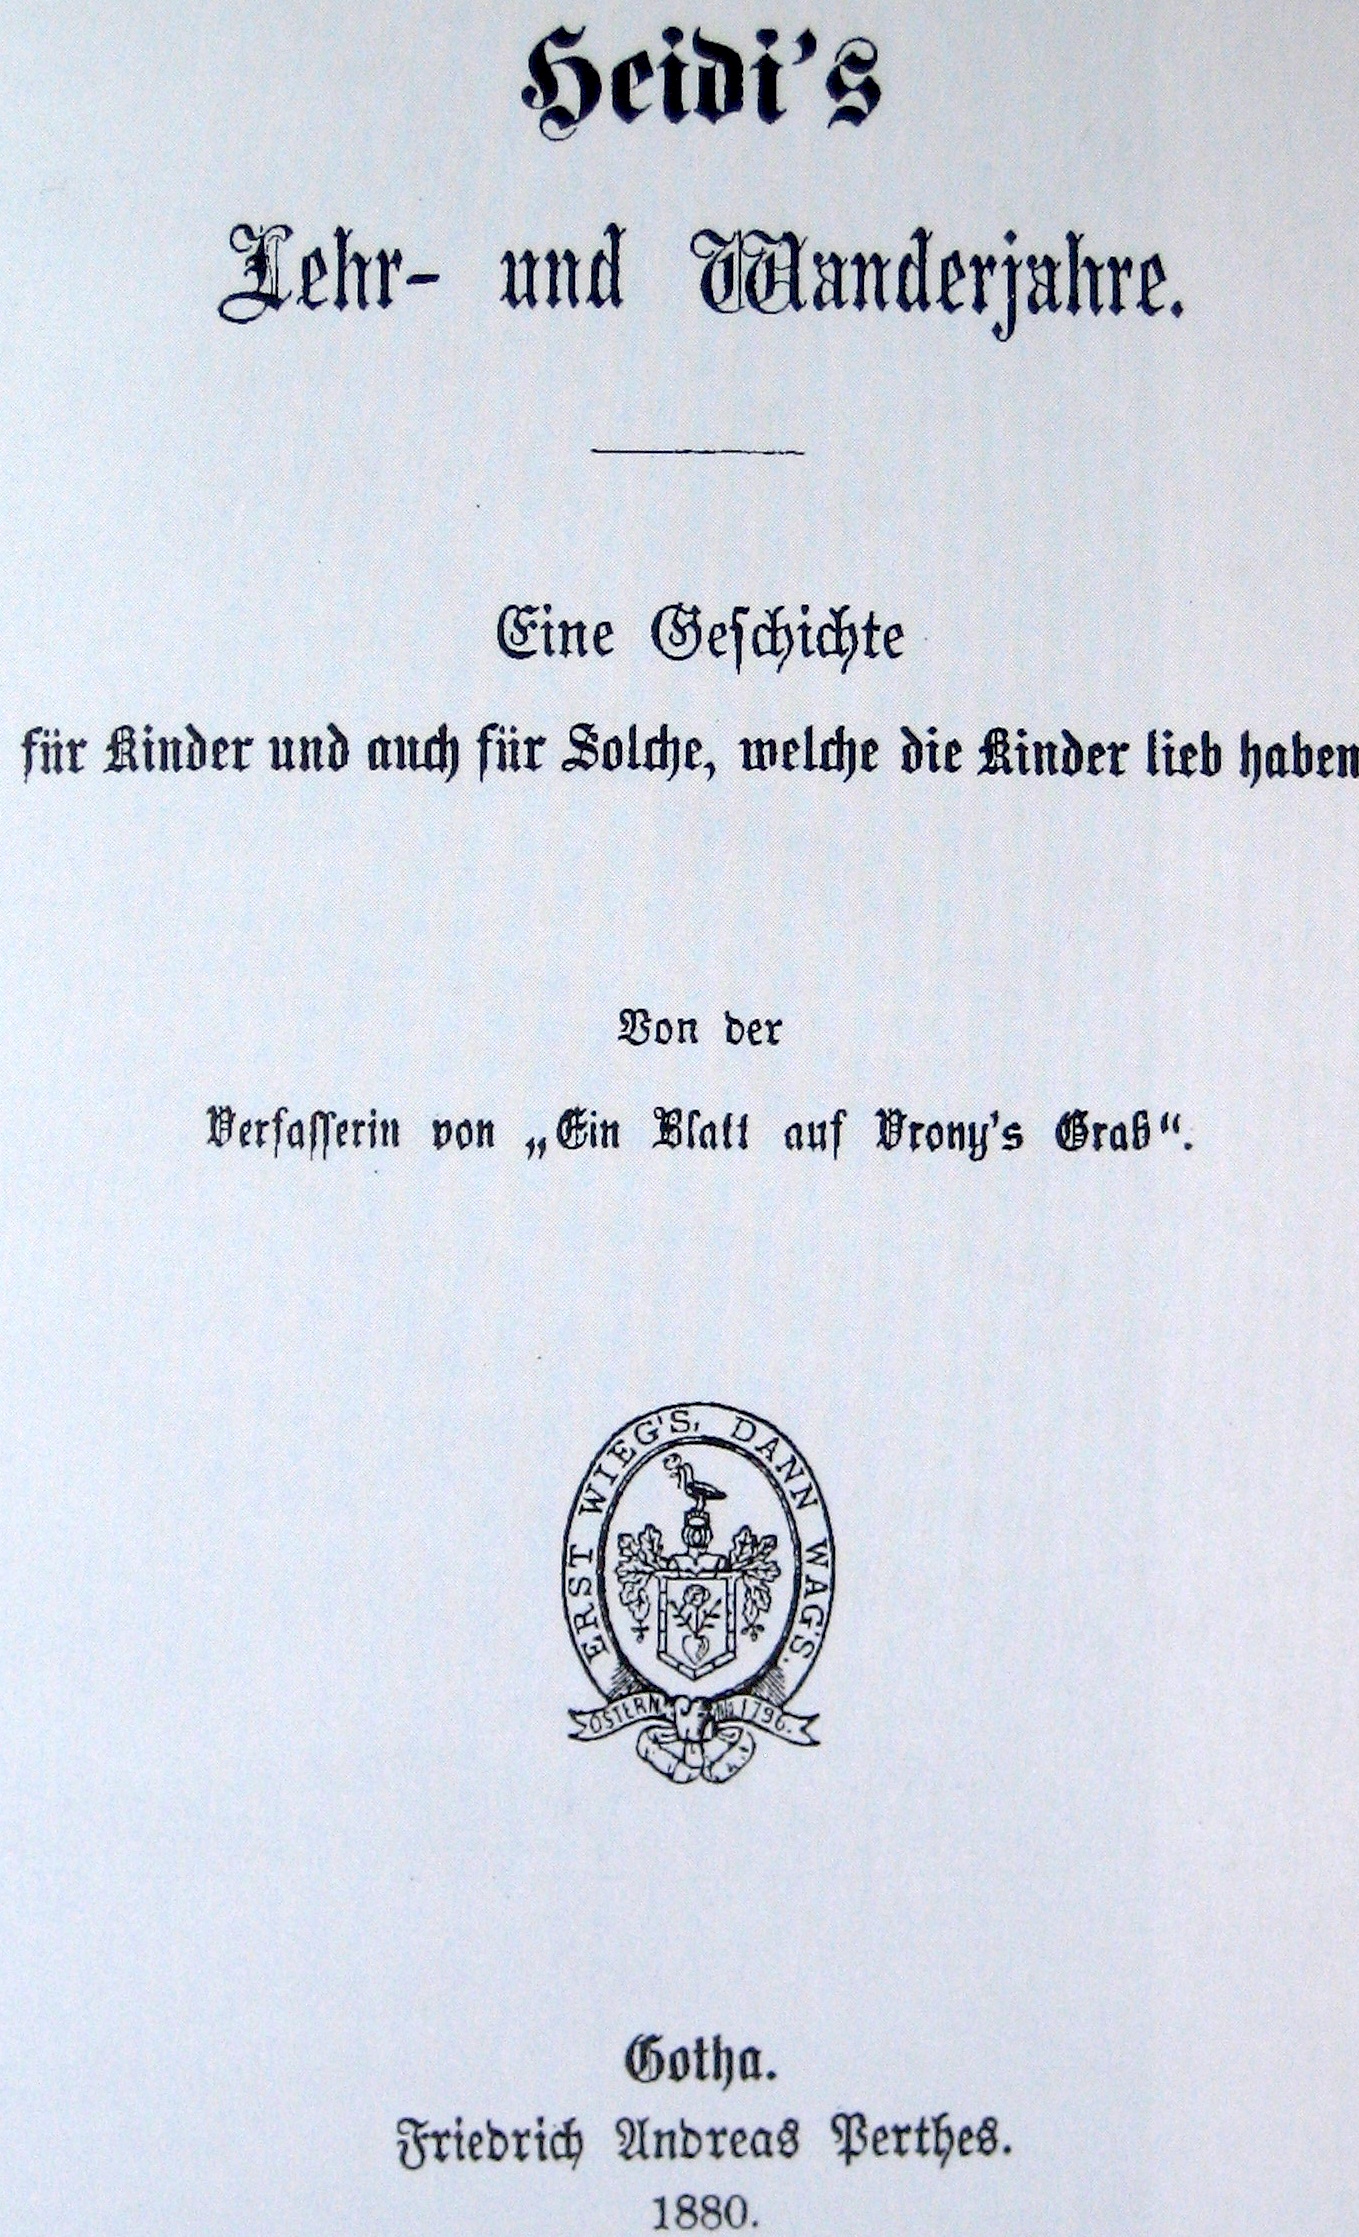 Heidi's
Lehr- und Wanderjahre.
Eine Geschichte
für Kinder und auch für Solche, welche die Kinder lieb haben
Von der
Verfasserin von „Ein Blatt auf Vrony's Grab“.
ERST WIEG'S, DANN WAG'S.
OSTERN 1796.
Gotha.
Friedrich Andreas Perthes.
1880.